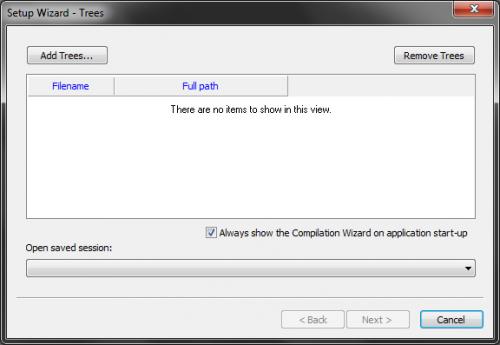 Setup Wizard - Trees
Add Trees...
Remove Trees
Filename
Full path
There are no items to show in this view.
Always show the Compilation Wizard on application start-up
Open saved session:
< Back
Next >
Cancel